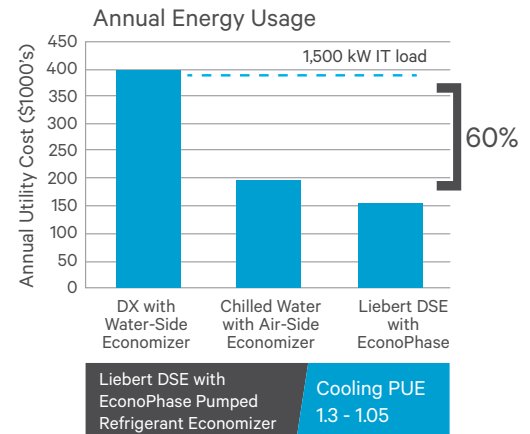 Annual Energy Usage
Annual Utility Cost ($1000's)
450
400
350
300
250
200
150
100
50
0
1,500 kW IT load
60%
DX with
Water-Side
Economizer
Chilled Water
with Air-Side
Economizer
Liebert DSE
with
EconoPhase
Liebert DSE with
EconoPhase Pumped
Refrigerant Economizer
Cooling PUE
1.3 - 1.05